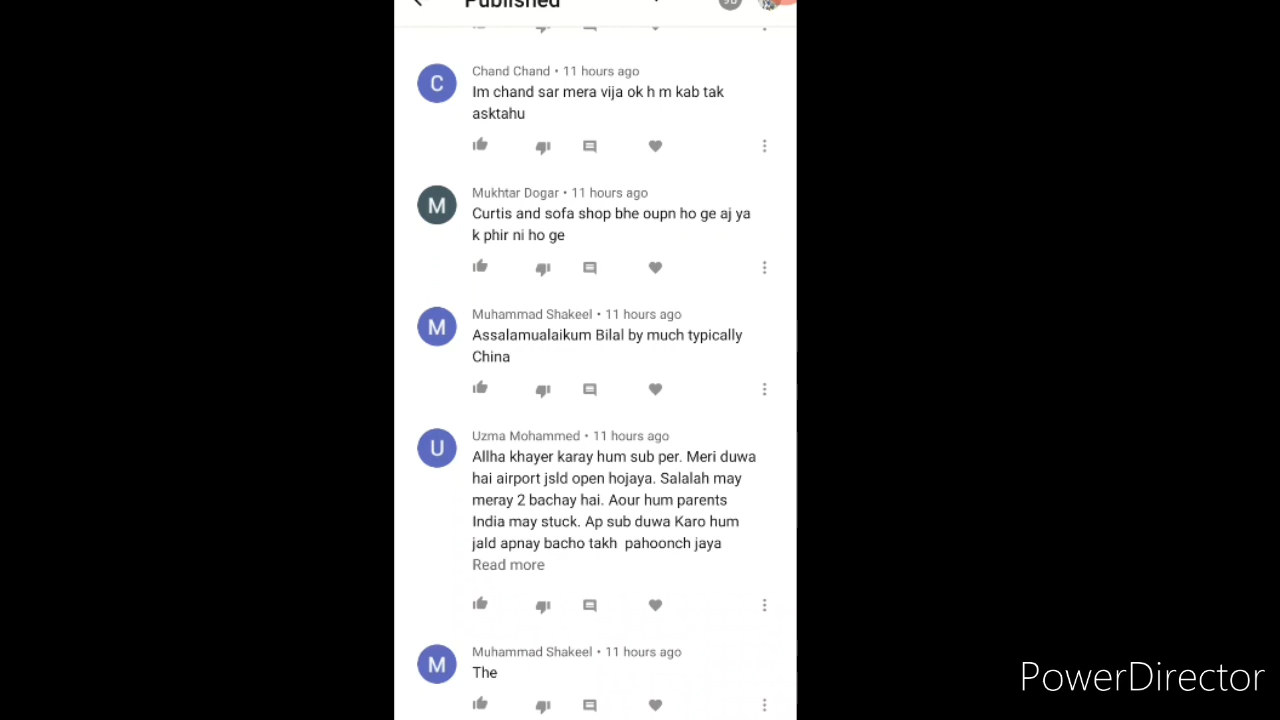 Published
C
Chand Chand • 11 hours ago
Im chand sar mera vija ok h m kab tak
asktahu
M
Mukhtar Dogar • 11 hours ago
Curtis and sofa shop bhe oupn ho ge aj ya
k phir ni ho ge
M
Muhammad Shakeel • 11 hours ago
Assalamualaikum Bilal by much typically
China
U
Uzma Mohammed • 11 hours ago
Allha khayer karay hum sub per. Meri duwa
hai airport jsld open hojaya. Salalah may
meray 2 bachay hai. Aour hum parents
India may stuck. Ap sub duwa Karo hum
jald apnay bacho takh pahoonch jaya
Read more
M
Muhammad Shakeel • 11 hours ago
The
PowerDirector